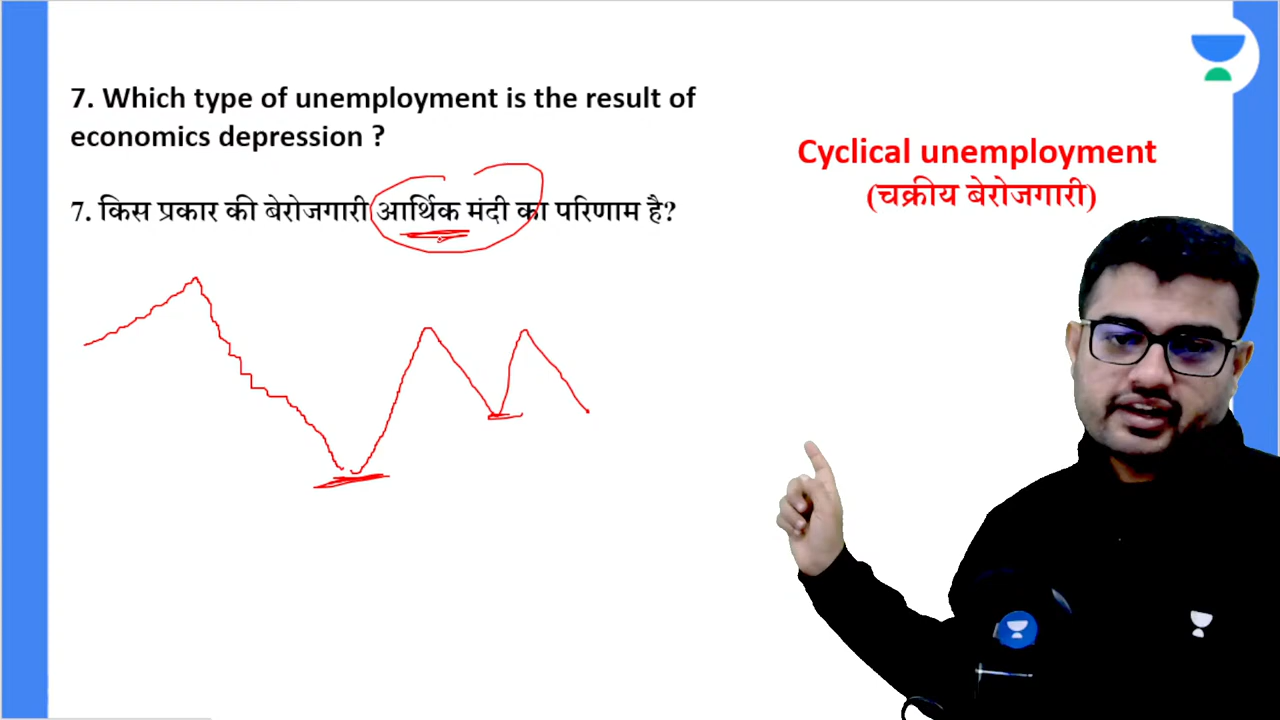 7. Which type of unemployment is the result of
economics depression ?
7. किस प्रकार की बेरोजगारी आर्थिक मंदी का परिणाम है?
Cyclical unemployment
(चक्रीय बेरोजगारी)